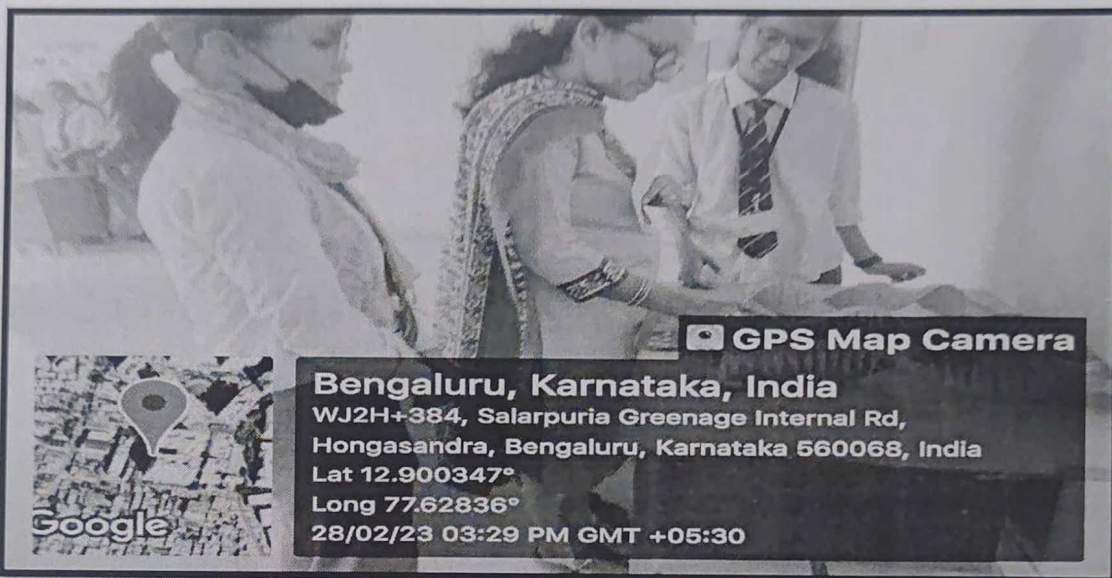 GPS Map Camera
Bengaluru, Karnataka, India
WJ2H+384, Salarpuria Greenage Internal Rd,
Hongasandra, Bengaluru, Karnataka 560068, India
Lat 12.900347°
Long 77.62836°
28/02/23 03:29 PM GMT +05:30
Google